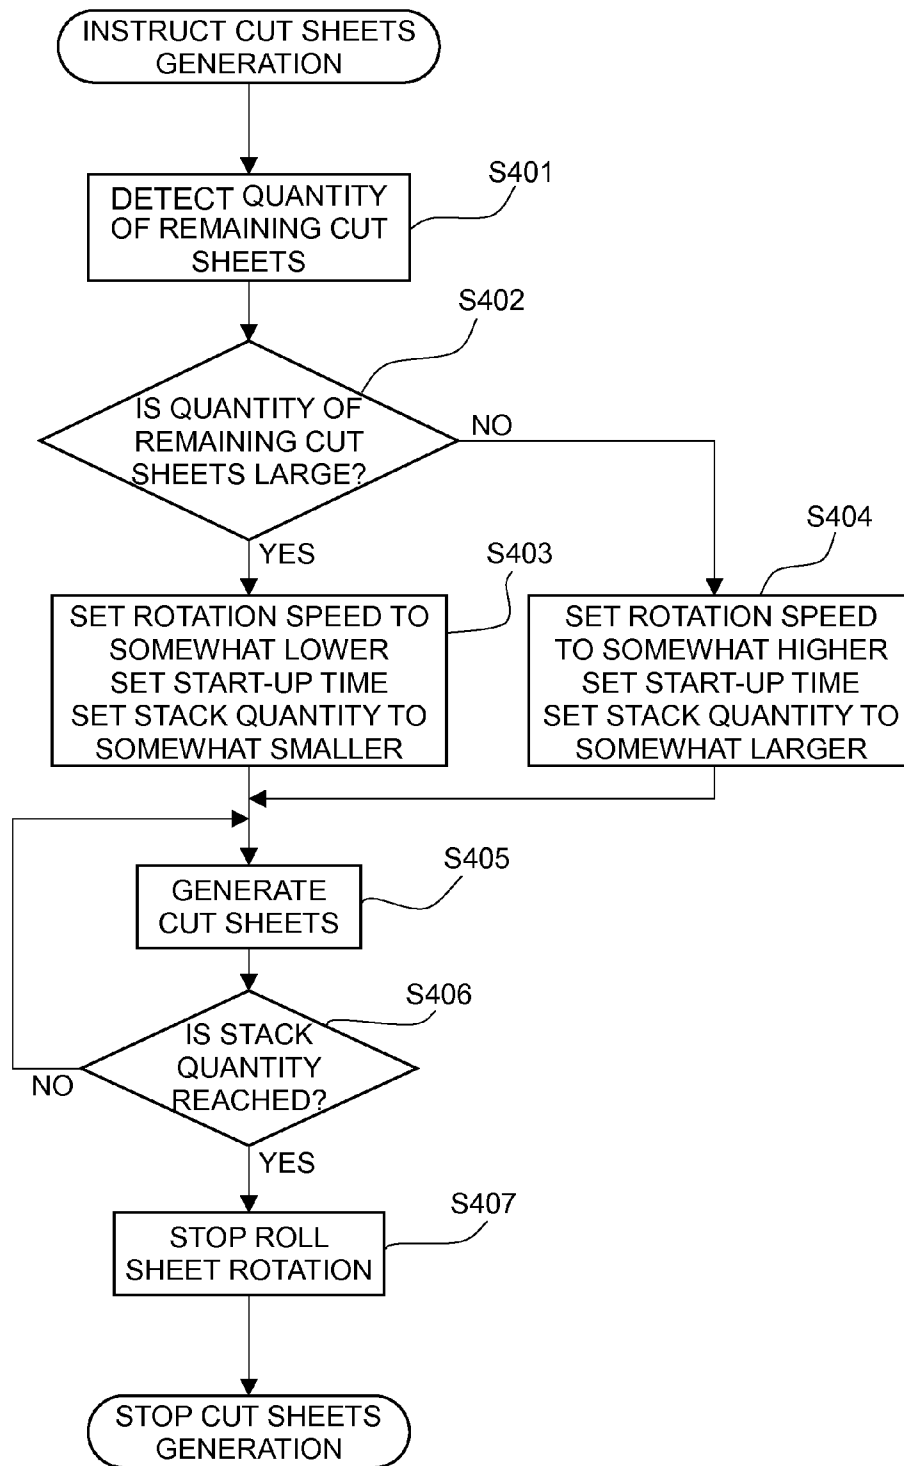 INSTRUCT CUT SHEETS
GENERATION
S401
DETECT QUANTITY
OF REMAINING CUT
SHEETS
S402
IS QUANTITY OF
REMAINING CUT
SHEETS LARGE?
NO
YES
S403
SET ROTATION SPEED TO
SOMEWHAT LOWER
SET START-UP TIME
SET STACK QUANTITY TO
SOMEWHAT SMALLER
S404
SET ROTATION SPEED
TO SOMEWHAT HIGHER
SET START-UP TIME
SET STACK QUANTITY TO
SOMEWHAT LARGER
S405
GENERATE
CUT SHEETS
S406
IS STACK
QUANTITY
REACHED?
NO
YES
S407
STOP ROLL
SHEET ROTATION
STOP CUT SHEETS
GENERATION